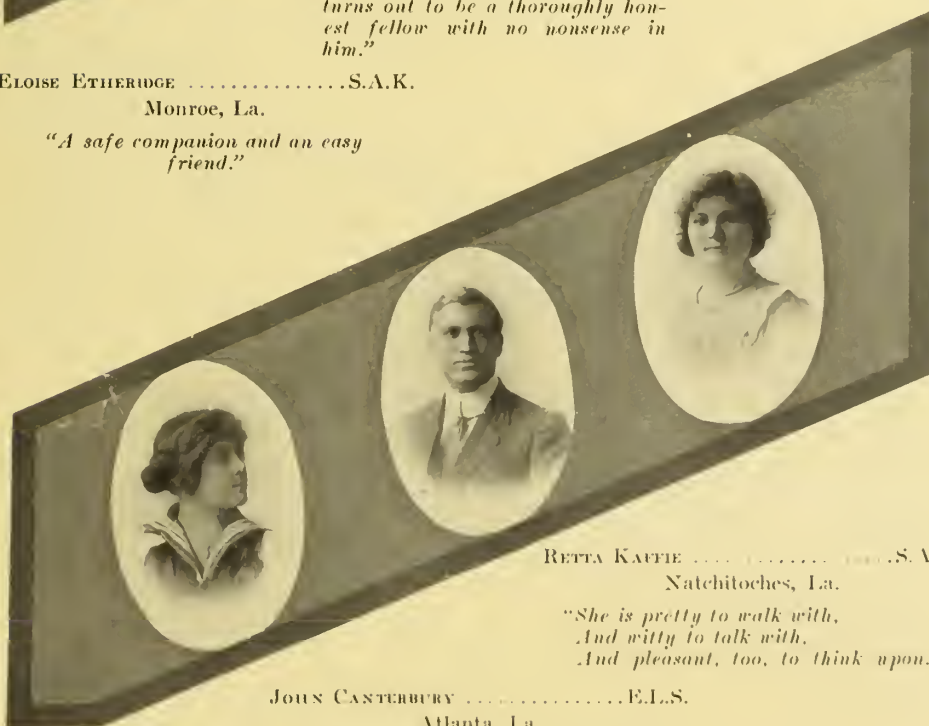 turns out to be a thoroughly hon-
est fellow with no nonsense in
him."
ELOISE ETHERIDGE ................S.A.K.
Monroe, La.
"A safe companion and an easy
friend."
RETTA KAFFIE ....................S. A
Natchitoches, La.
"She is pretty to walk with,
And witty to talk with,
And pleasant, too, to think upon.
JOHN CANTERBURY ................E.L.S.
Atlanta, La.